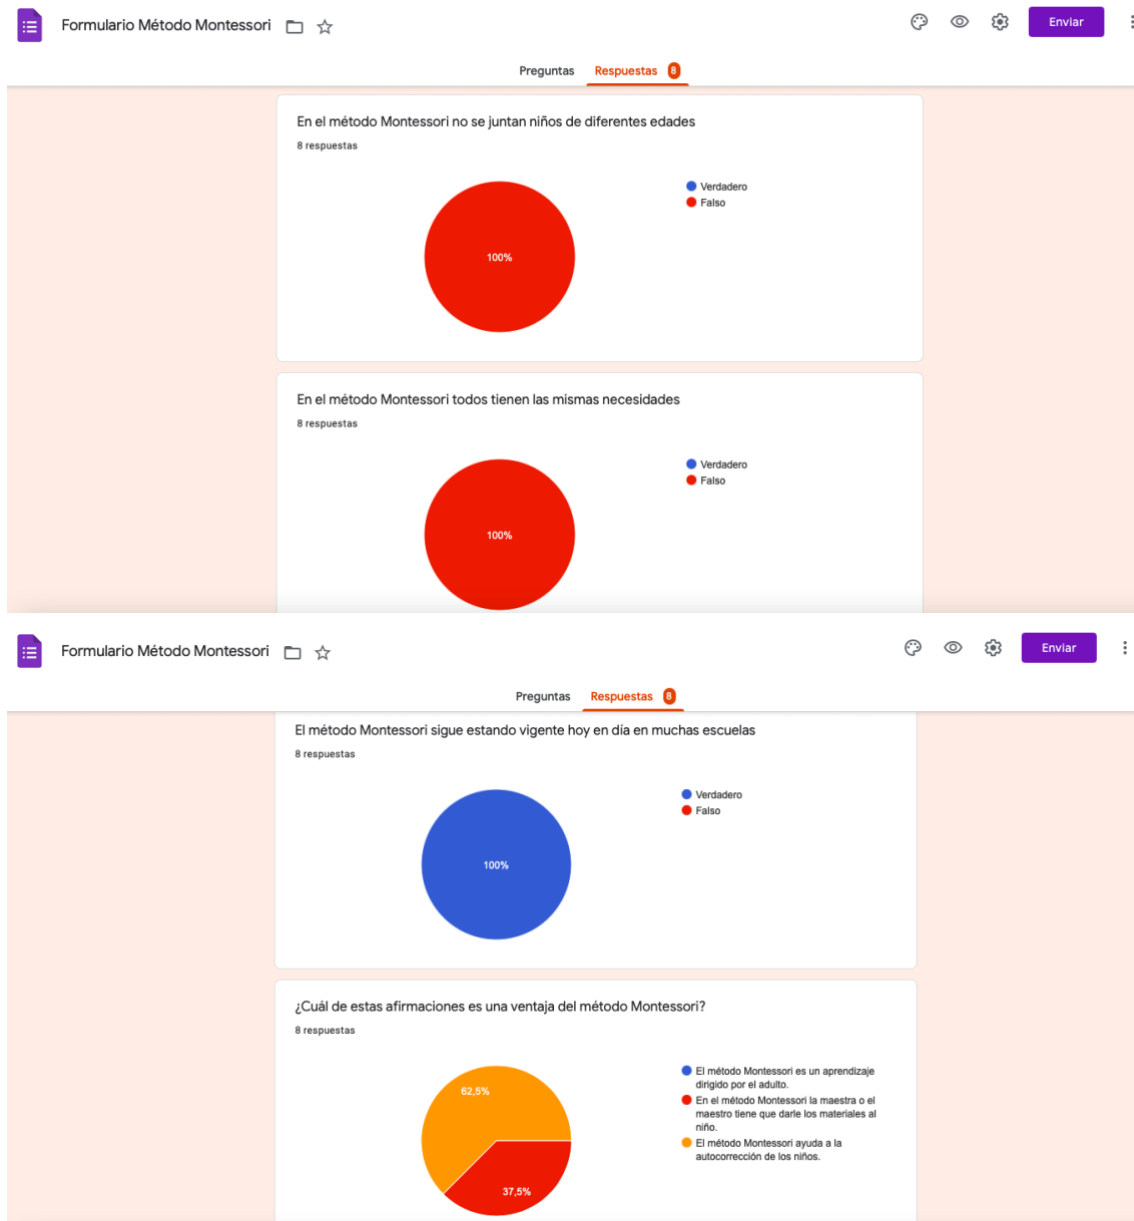 Formulario Método Montessori
Enviar
Preguntas Respuestas 8
En el método Montessori no se juntan niños de diferentes edades
8 respuestas
Verdadero
Falso
100%
En el método Montessori todos tienen las mismas necesidades
8 respuestas
Verdadero
Falso
100%
Formulario Método Montessori
Enviar
Preguntas Respuestas 8
El método Montessori sigue estando vigente hoy en día en muchas escuelas
8 respuestas
Verdadero
Falso
100%
¿Cuál de estas afirmaciones es una ventaja del método Montessori?
8 respuestas
El método Montessori es un aprendizaje
dirigido por el adulto.
En el método Montessori la maestra o el
maestro tiene que darle los materiales al
niño.
El método Montessori ayuda a la
autocorrección de los niños.
62,5%
37,5%